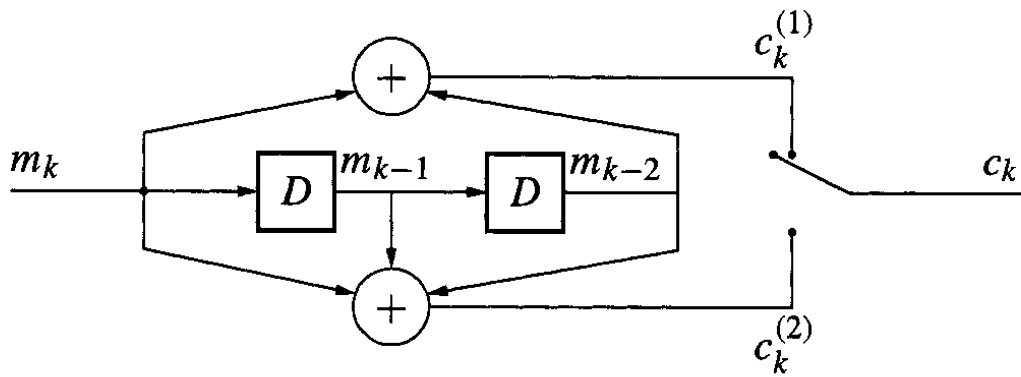 c_k^{(1)}
+
m_k D m_{k-1} D m_{k-2} c_k
+
c_k^{(2)}